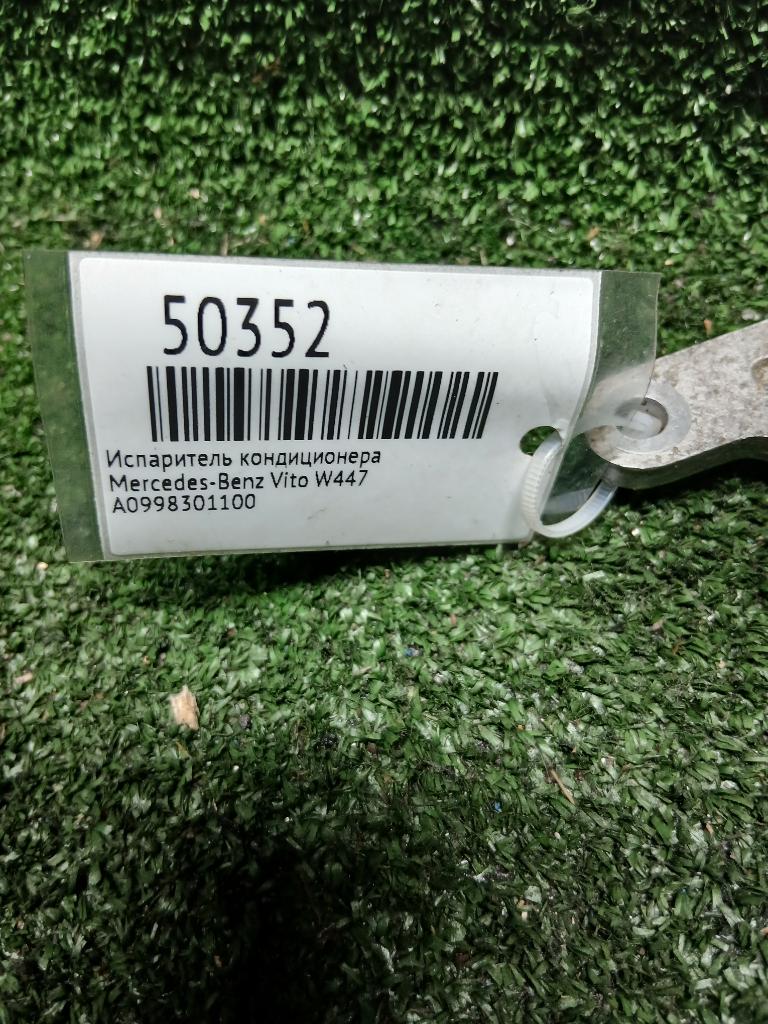 50352
Испаритель кондиционера
Mercedes-Benz Vito W447
A0998301100